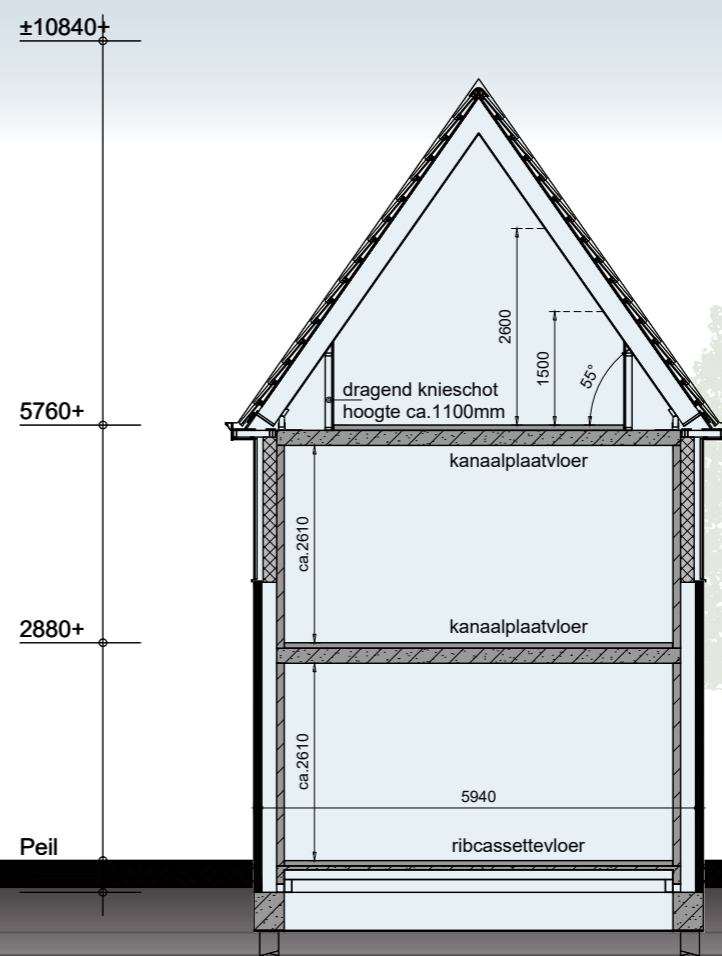 ±10840+
2600
1500
55°
dragend knieschot
hoogte ca.1100mm
5760+
kanaalplaatvloer
ca.2610
2880+
kanaalplaatvloer
ca.2610
5940
Peil
ribcassettevloer